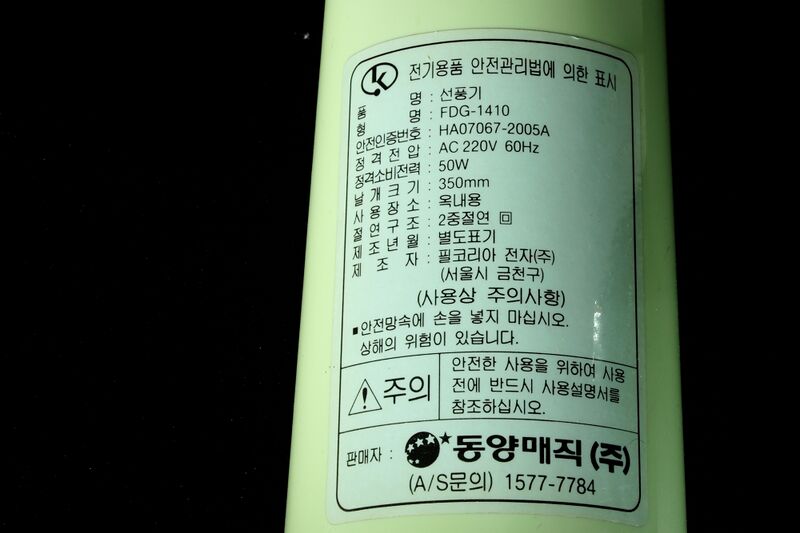 전기용품 안전관리법에 의한 표시
품 명 : 선풍기
형 명 : FDG-1410
안전인증번호 : HA07067-2005A
정격전압 : AC 220V 60Hz
정격소비전력 : 50W
날개크기 : 350mm
사용장소 : 옥내용
절연구조 : 2중절연
제조년월 : 별도표기
제조자 : 필코리아 전자(주)
(서울시 금천구)
(사용상 주의사항)
■안전망속에 손을 넣지 마십시오.
상해의 위험이 있습니다.
주의
안전한 사용을 위하여 사용
전에 반드시 사용설명서를
참조하십시오.
판매자 : 동양매직(주)
(A/S문의) 1577-7784